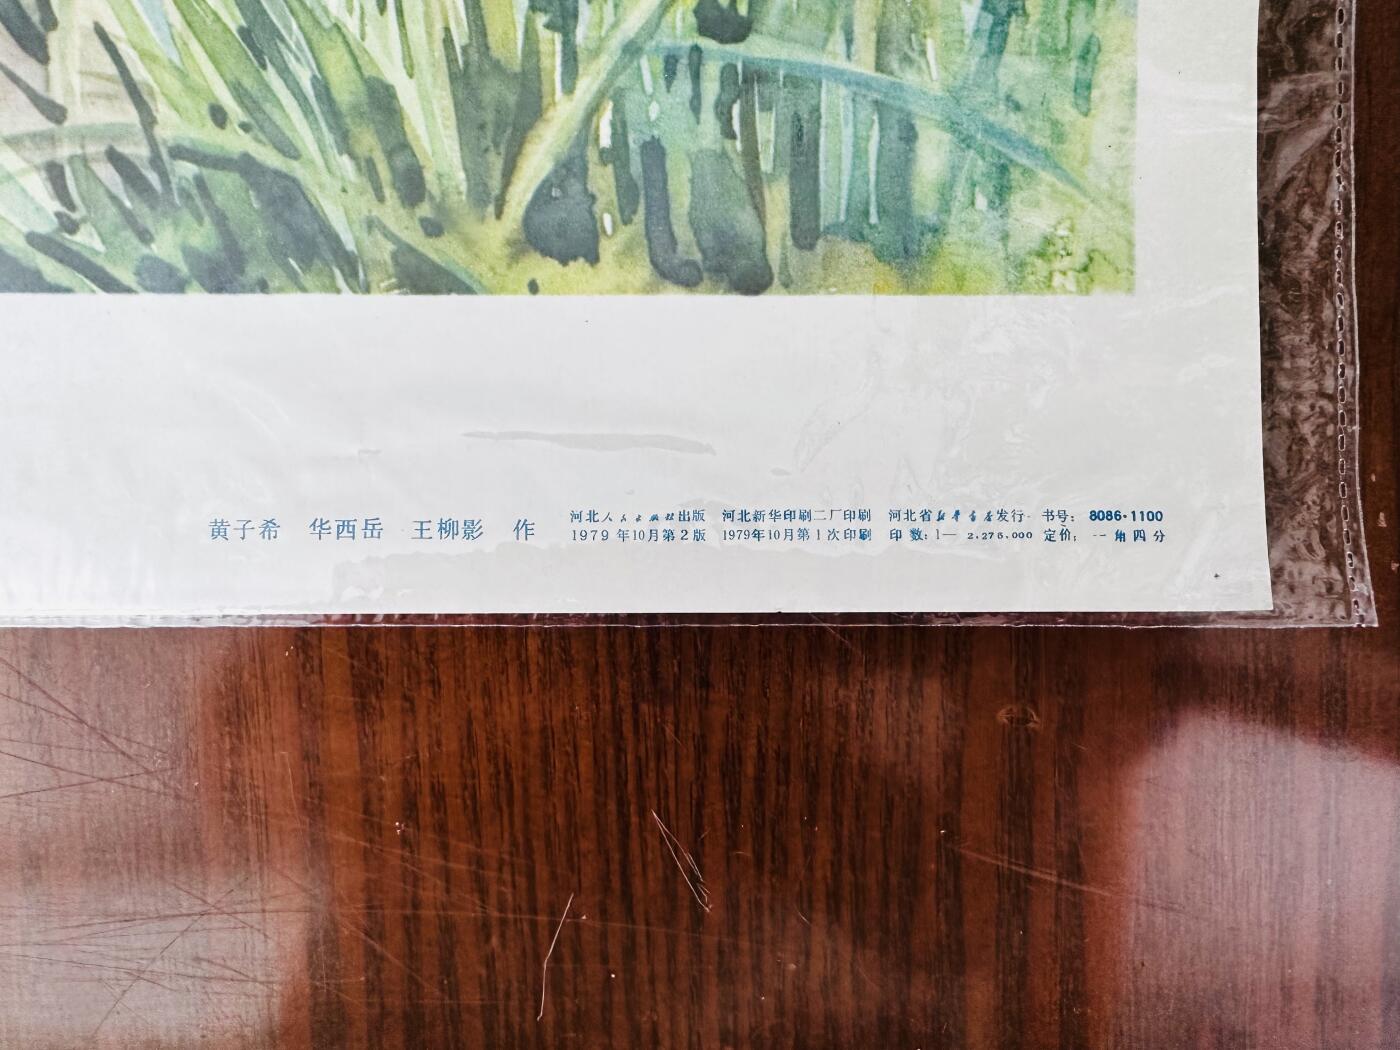 黄子希 华西岳 王柳影 作
河北人民出版社出版 河北新华印刷二厂印刷 河北省新华书店发行 书号：8086·1100
1979年10月第2版 1979年10月第1次印刷 印数：1—2,276,000 定价：一角四分